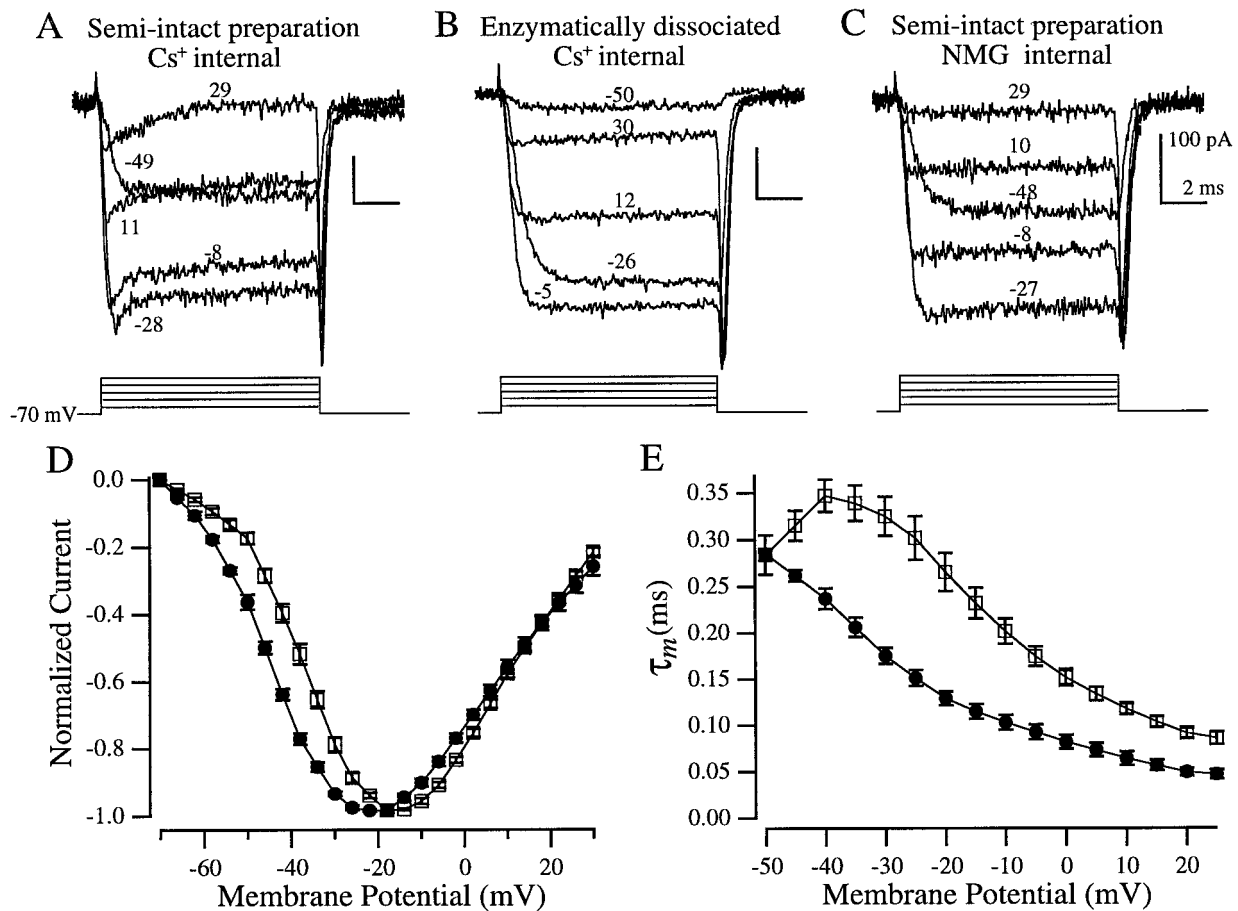 A Semi-intact preparation
Cs⁺ internal
B Enzymatically dissociated
Cs⁺ internal
C Semi-intact preparation
NMG internal
29
-49
11
-8
-28
-50
30
12
-26
-5
29
10
-48
-8
-27
100 pA
2 ms
-70 mV
D
0.0
-0.2
-0.4
-0.6
-0.8
-1.0
Normalized Current
-60 -40 -20 0 20
Membrane Potential (mV)
E
0.35
0.30
0.25
0.20
0.15
0.10
0.05
0.00
τm (ms)
-50 -40 -30 -20 -10 0 10 20
Membrane Potential (mV)